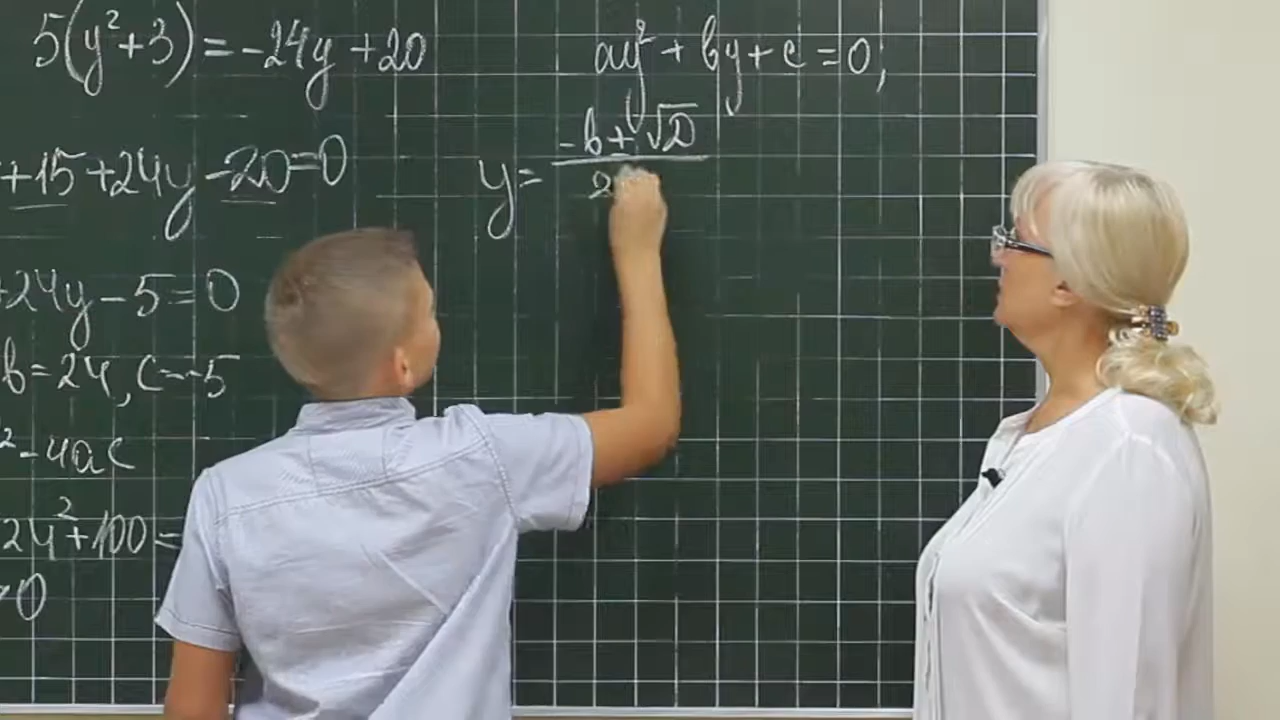 5(y²+3)=-24y+20
+15+24y-20=0
+24y-5=0
b=24, c=-5
²-4ac
24²+100=
>0
ay²+by+c=0;
y= -b±√D
2